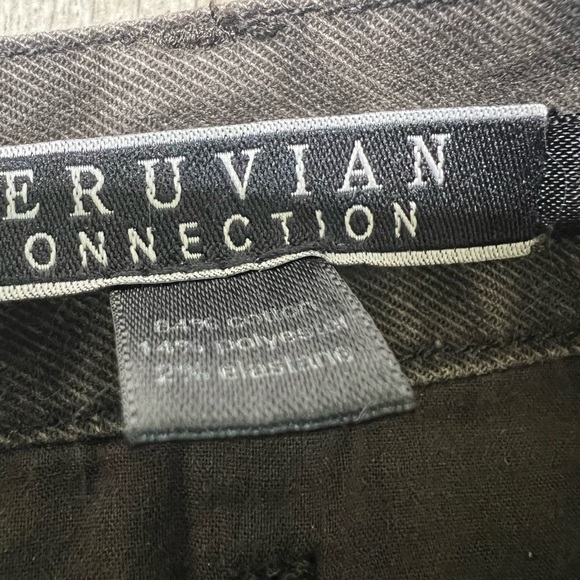 ERUVIAN
ONNECTION
84% cotton
14% polyester
2% elastane